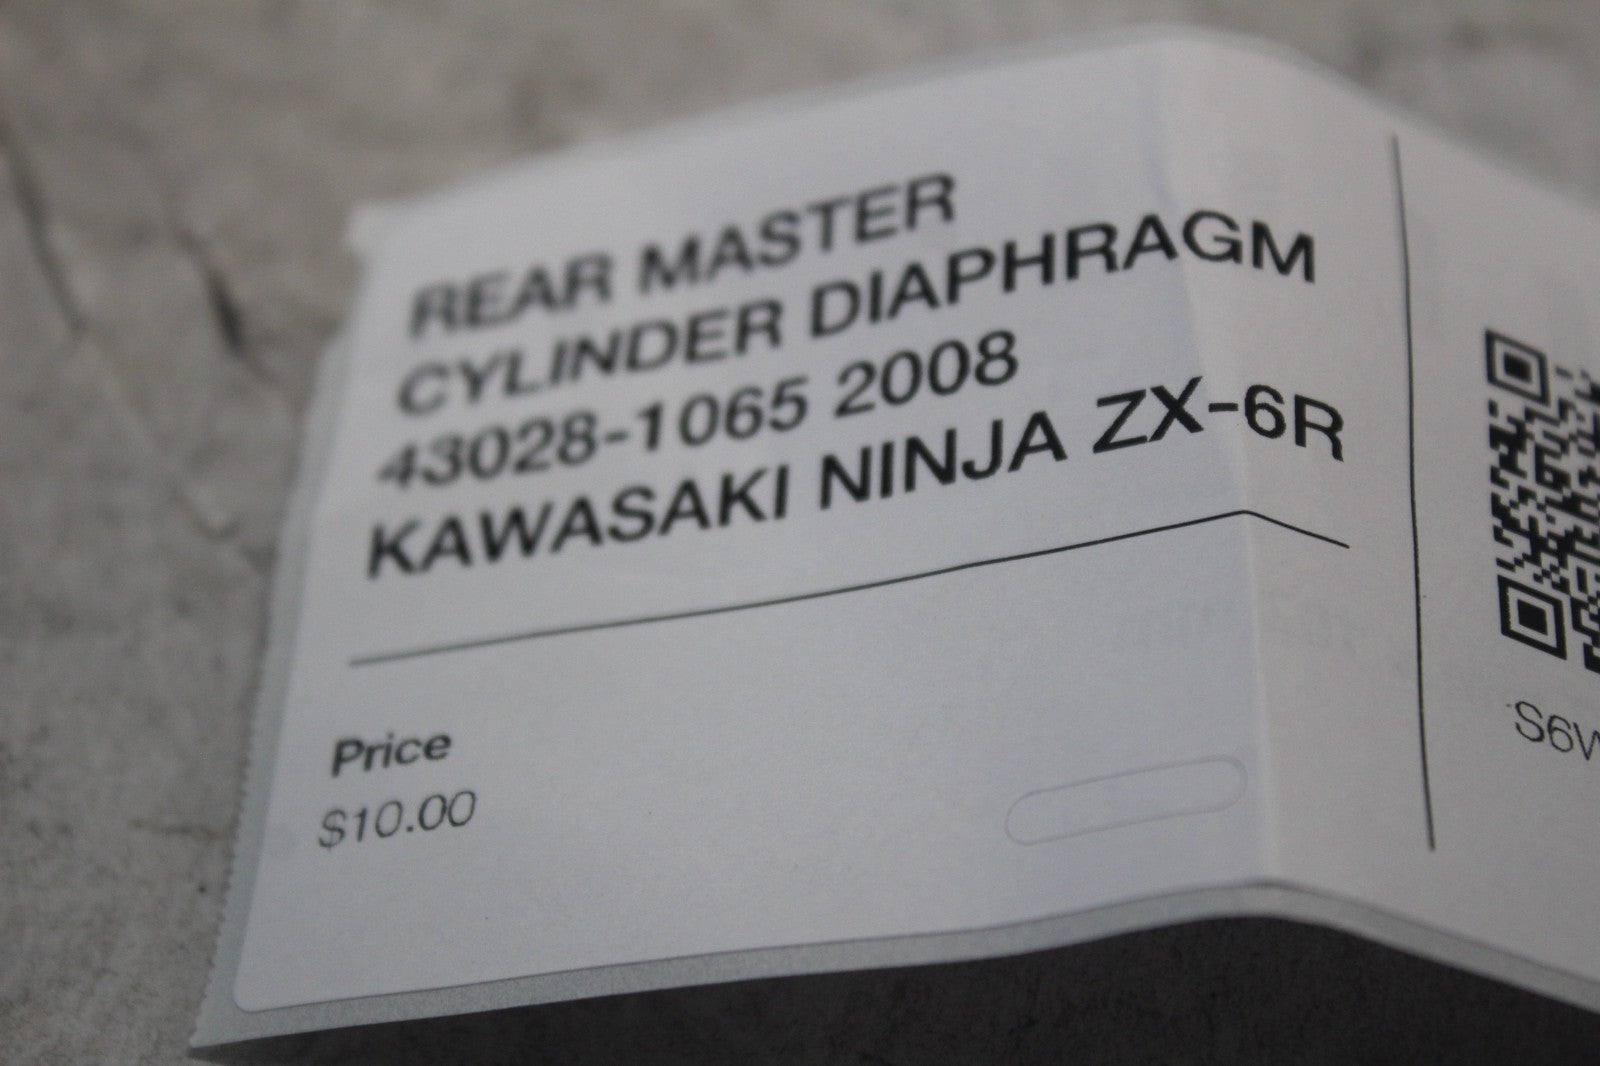 REAR MASTER
CYLINDER DIAPHRAGM
43028-1065 2008
KAWASAKI NINJA ZX-6R
Price
$10.00